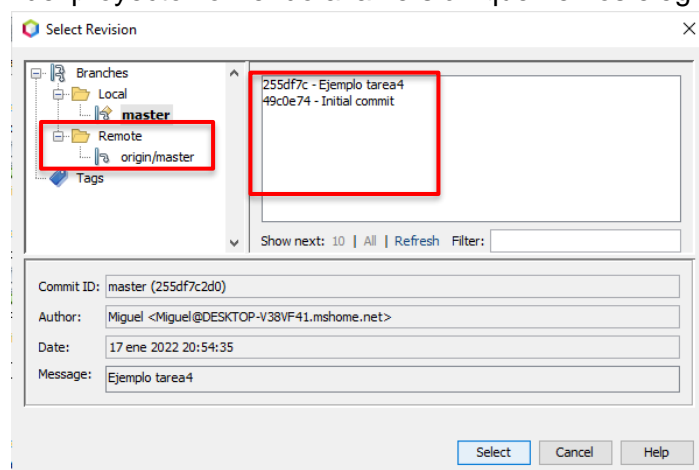 Select Revision
Branches
Local
master
Remote
origin/master
Tags
255df7c - Ejemplo tarea4
49c0e74 - Initial commit
Show next: 10 | All | Refresh Filter:
Commit ID: master (255df7c2d0)
Author: Miguel <Miguel@DESKTOP-V38VF41.mshome.net>
Date: 17 ene 2022 20:54:35
Message: Ejemplo tarea4
Select Cancel Help